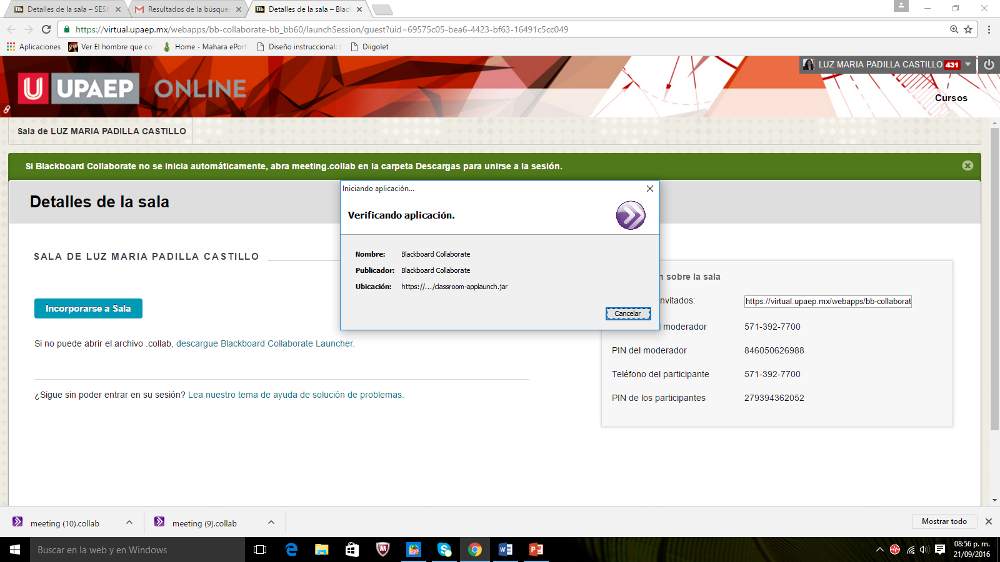 Detalles de la sala – SESI
Resultados de la búsqued
Detalles de la sala – Blac
https://virtual.upaep.mx/webapps/bb-collaborate-bb_bb60/launchSession/guest?uid=69575c05-bea6-4423-bf63-16491c5cc049
Aplicaciones
Ver El hombre que co
Home - Mahara ePort
Diseño instruccional:
Diigolet
LUZ MARIA PADILLA CASTILLO 431
UPAEP ONLINE
Cursos
Sala de LUZ MARIA PADILLA CASTILLO
Si Blackboard Collaborate no se inicia automáticamente, abra meeting.collab en la carpeta Descargas para unirse a la sesión.
Detalles de la sala
Iniciando aplicación...
Verificando aplicación.
Nombre: Blackboard Collaborate
Publicador: Blackboard Collaborate
Ubicación: https://.../classroom-applaunch.jar
Cancelar
SALA DE LUZ MARIA PADILLA CASTILLO
Incorporarse a Sala
Si no puede abrir el archivo .collab, descargue Blackboard Collaborate Launcher.
¿Sigue sin poder entrar en su sesión? Lea nuestro tema de ayuda de solución de problemas.
n sobre la sala
nvitados: https://virtual.upaep.mx/webapps/bb-collaborat
moderador 571-392-7700
PIN del moderador 846050626988
Teléfono del participante 571-392-7700
PIN de los participantes 279394362052
meeting (10).collab
meeting (9).collab
Mostrar todo
Buscar en la web y en Windows
08:56 p. m.
21/09/2016